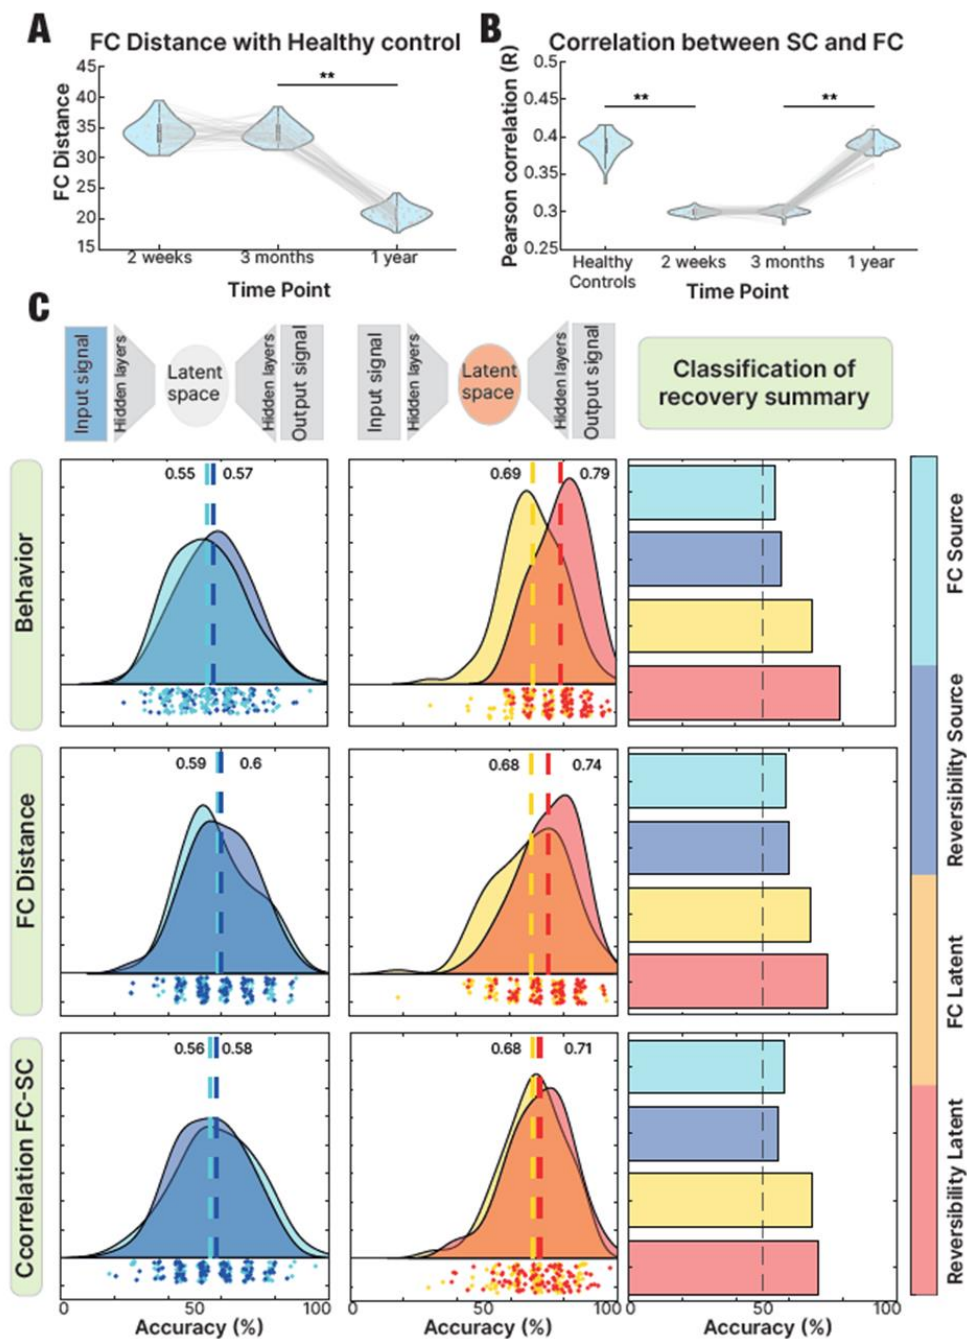 A
FC Distance with Healthy control
45
40
35
30
25
20
15
FC Distance
**
2 weeks
3 months
1 year
Time Point
B
Correlation between SC and FC
0.5
0.45
0.4
0.35
0.3
0.25
Pearson correlation (R)
**
**
Healthy
Controls
2 weeks
3 months
1 year
Time Point
C
Input signal
Hidden layers
Latent
space
Hidden layers
Output signal
Input signal
Hidden layers
Latent
space
Hidden layers
Output signal
Classification of
recovery summary
Behavior
0.55
0.57
0.69
0.79
FC Distance
0.59
0.6
0.68
0.74
Ccorrelation FC-SC
0.56
0.58
0.68
0.71
0
50
100
Accuracy (%)
0
50
100
Accuracy (%)
0
50
100
Accuracy (%)
FC Source
Reversibility Source
FC Latent
Reversibility Latent